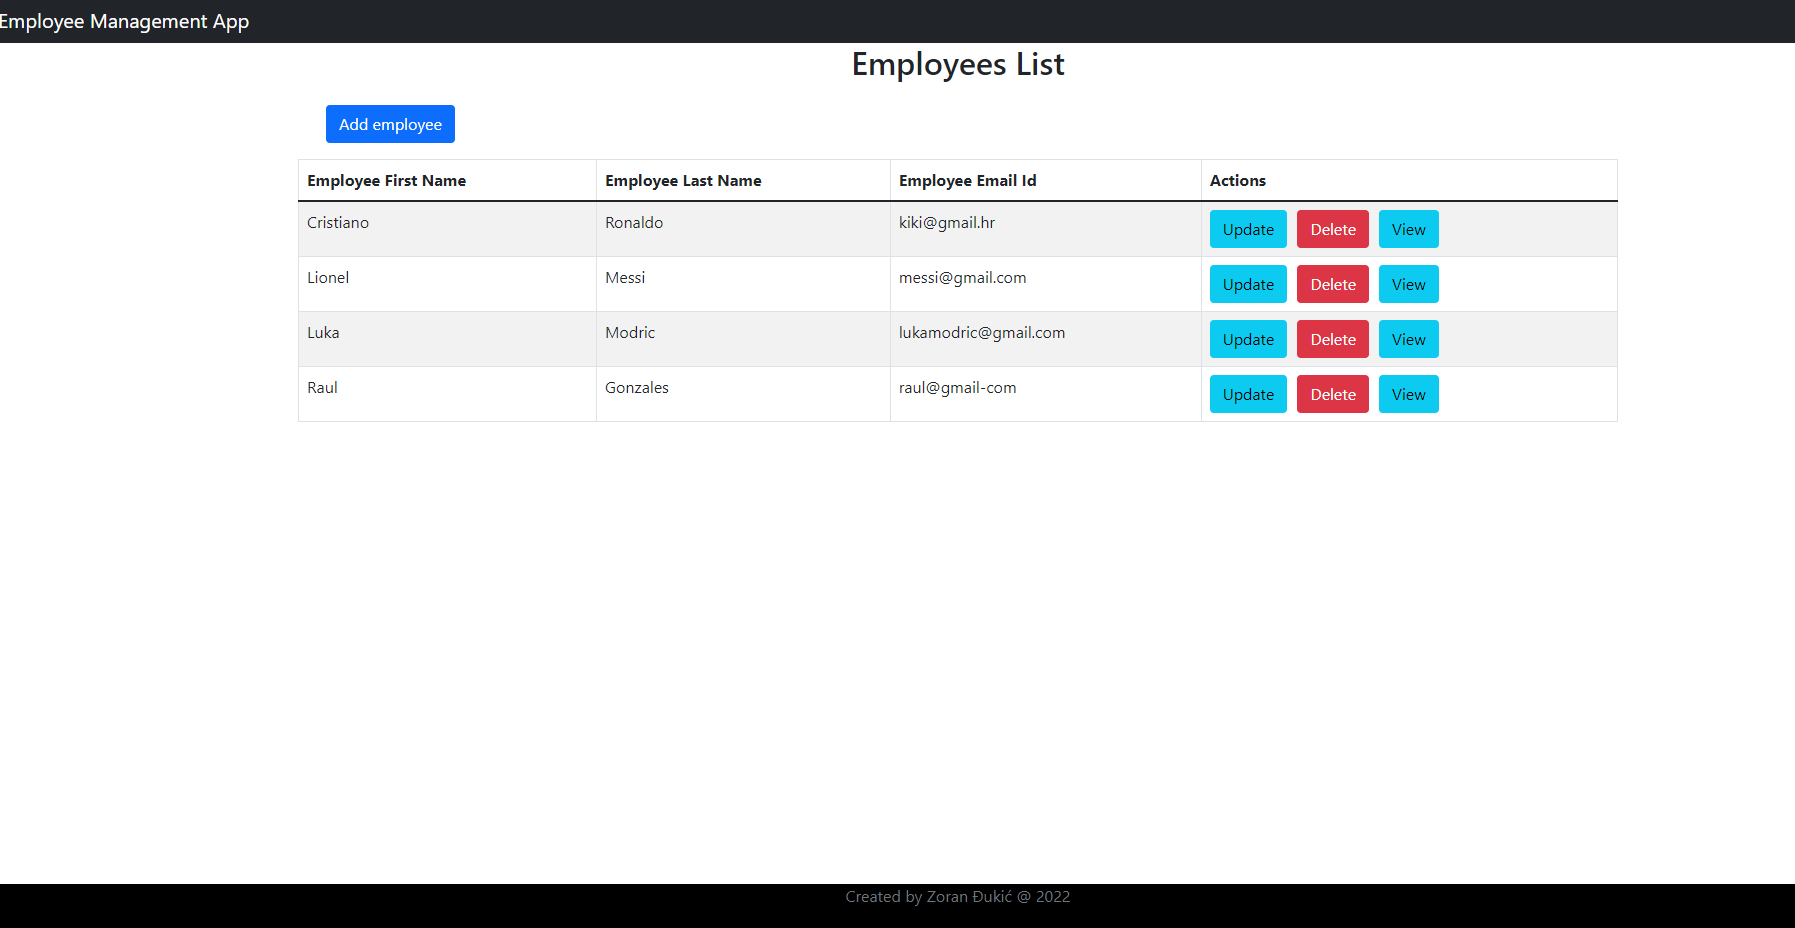 Employee Management App
Employees List
Add employee
Employee First Name Employee Last Name Employee Email Id Actions
Cristiano Ronaldo kiki@gmail.hr Update Delete View
Lionel Messi messi@gmail.com Update Delete View
Luka Modric lukamodric@gmail.com Update Delete View
Raul Gonzales raul@gmail-com Update Delete View
Created by Zoran Đukić @ 2022